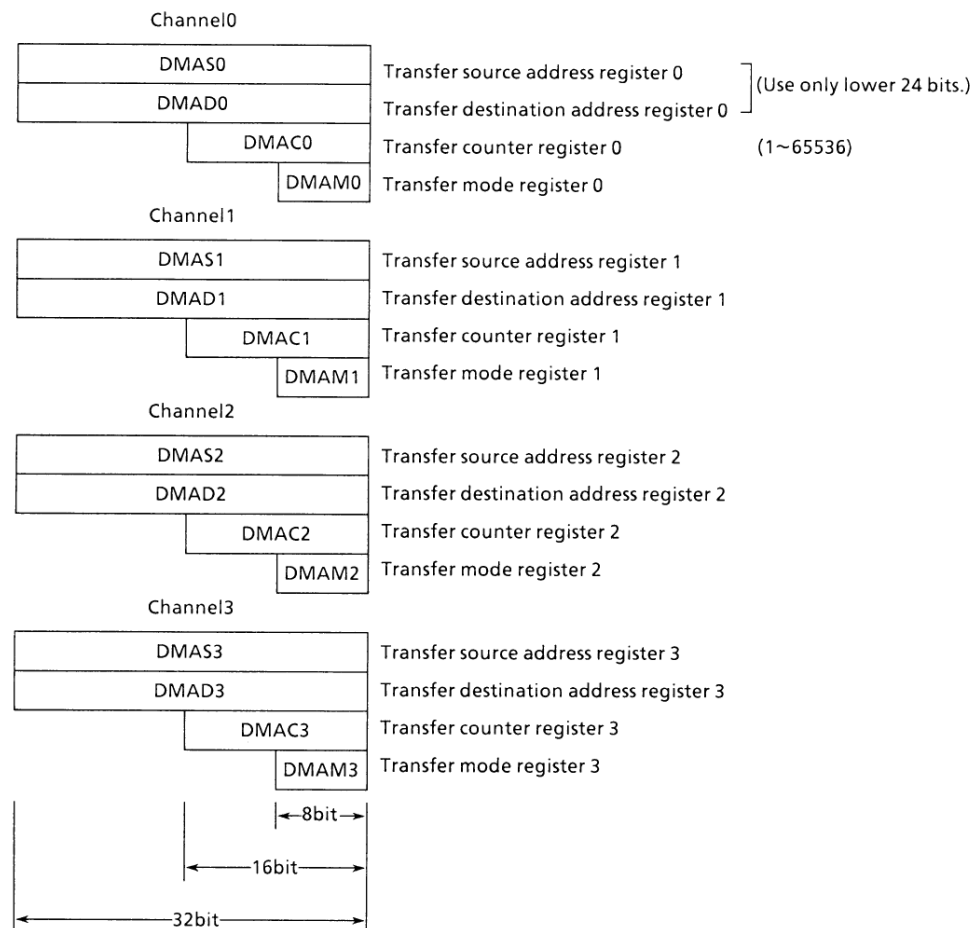 Channel0
DMAS0 Transfer source address register 0
(Use only lower 24 bits.)
DMAD0 Transfer destination address register 0
DMAC0 Transfer counter register 0 (1~65536)
DMAM0 Transfer mode register 0
Channel1
DMAS1 Transfer source address register 1
DMAD1 Transfer destination address register 1
DMAC1 Transfer counter register 1
DMAM1 Transfer mode register 1
Channel2
DMAS2 Transfer source address register 2
DMAD2 Transfer destination address register 2
DMAC2 Transfer counter register 2
DMAM2 Transfer mode register 2
Channel3
DMAS3 Transfer source address register 3
DMAD3 Transfer destination address register 3
DMAC3 Transfer counter register 3
DMAM3 Transfer mode register 3
8bit
16bit
32bit